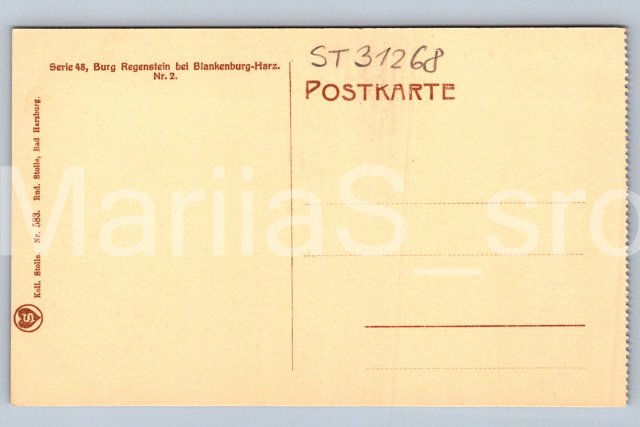 Serie 48, Burg Regenstein bei Blankenburg-Harz.
Nr. 2.
ST 31268
POSTKARTE
Koll. Stolle. Nr. 583. Rud. Stolle, Bad Harzburg.
MariiaS_sro